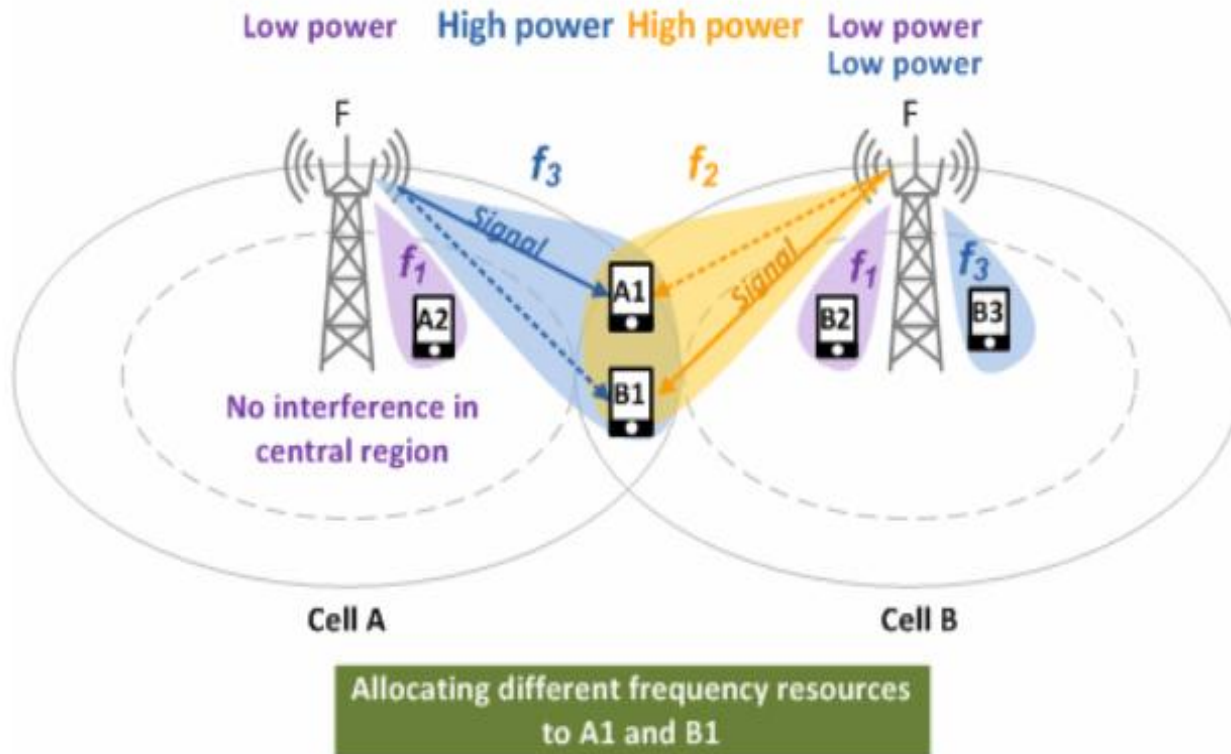 Low power High power High power Low power
Low power
F F
f3 f2
Signal Signal
f1 A2 A1 f1 B2 f3 B3
B1
No interference in
central region
Cell A Cell B
Allocating different frequency resources
to A1 and B1